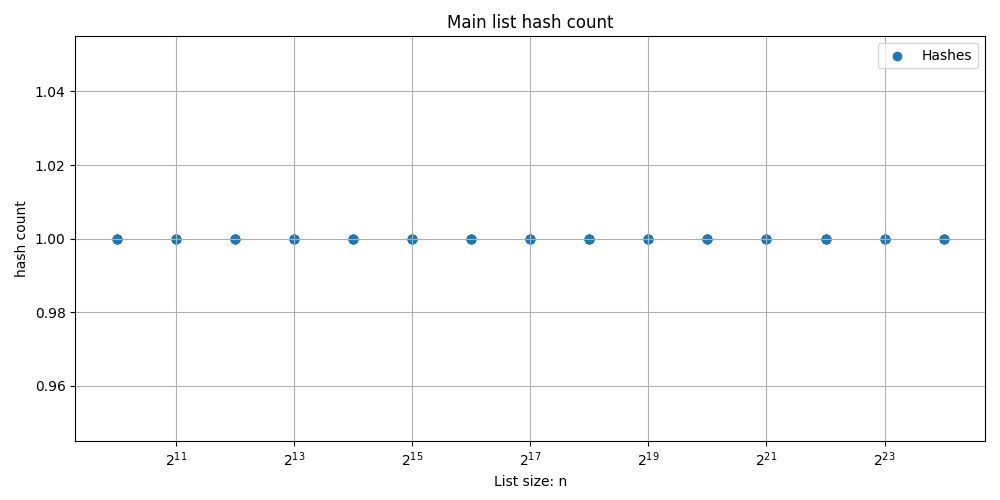 Main list hash count
Hashes
hash count
1.04
1.02
1.00
0.98
0.96
2^11 2^13 2^15 2^17 2^19 2^21 2^23
List size: n